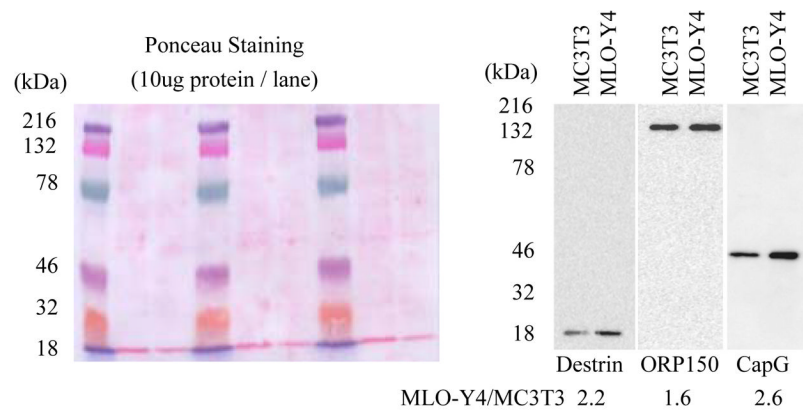 Ponceau Staining
(10ug protein / lane)
(kDa)
216
132
78
46
32
18
(kDa)
MC3T3
MLO-Y4
MC3T3
MLO-Y4
MC3T3
MLO-Y4
216
132
78
46
32
18
Destrin ORP150 CapG
MLO-Y4/MC3T3 2.2 1.6 2.6